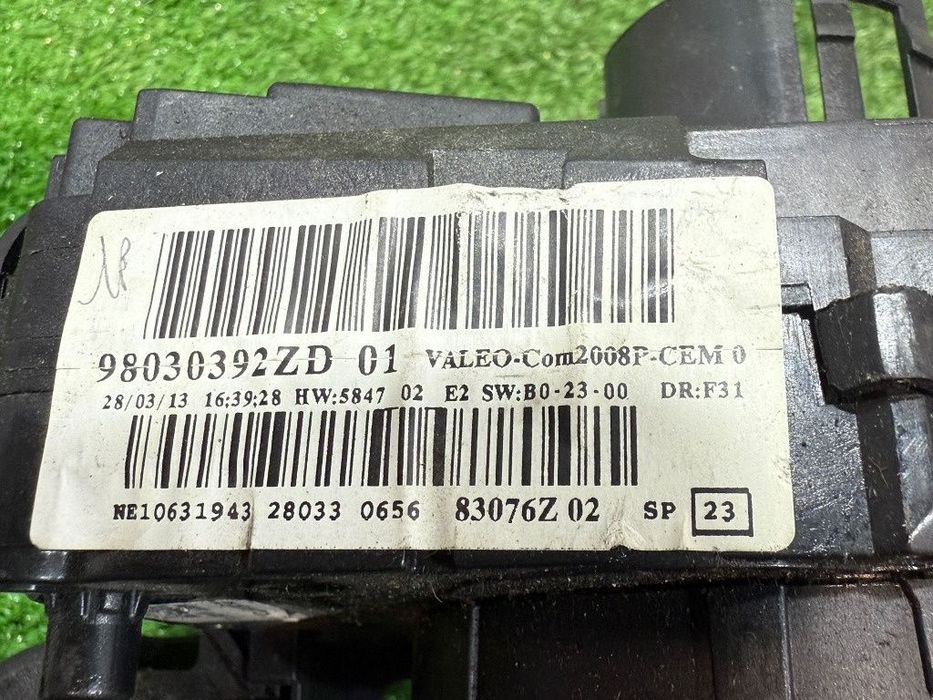 98030392ZD 01 VALEO-Com2008P-CEM 0
28/03/13 16:39:28 HW:5847 02 E2 SW:B0-23-00 DR:F31
NE10631943 28033 0656 83076Z 02 SP 23